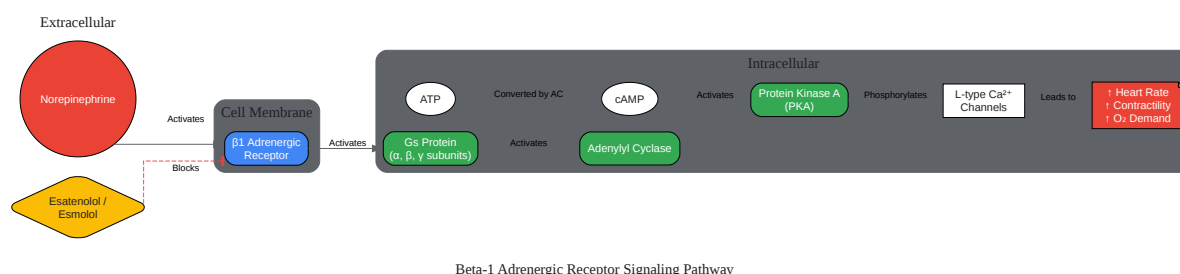 Extracellular
Norepinephrine
Activates
Cell Membrane
β1 Adrenergic
Receptor
Blocks
Esatenolol /
Esmolol
Activates
Intracellular
ATP
Converted by AC
cAMP
Activates
Protein Kinase A
(PKA)
Phosphorylates
L-type Ca²⁺
Channels
Leads to
↑ Heart Rate
↑ Contractility
↑ O₂ Demand
Gs Protein
(α, β, γ subunits)
Activates
Adenylyl Cyclase
Beta-1 Adrenergic Receptor Signaling Pathway